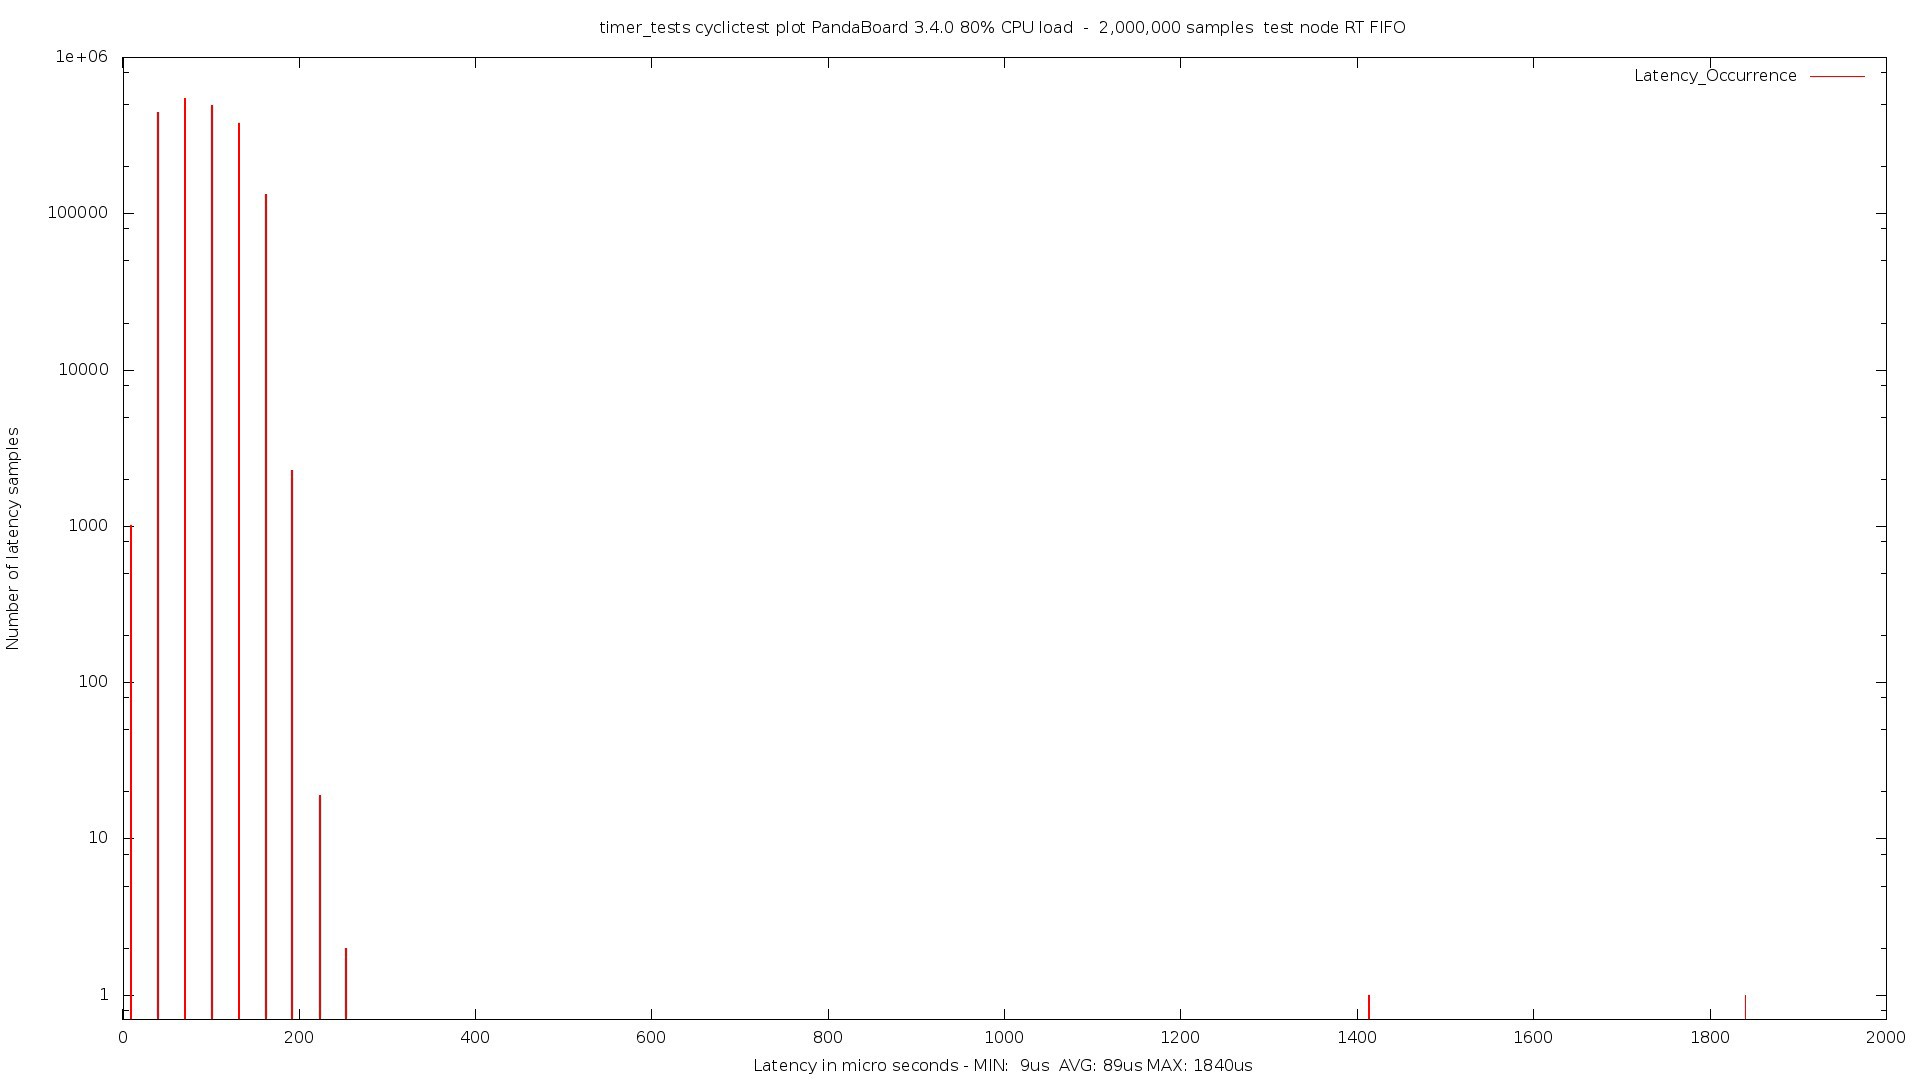 timer_tests cyclictest plot PandaBoard 3.4.0 80% CPU load  -  2,000,000 samples  test node RT FIFO
Latency_Occurrence
1e+06
100000
10000
1000
100
10
1
Number of latency samples
0 200 400 600 800 1000 1200 1400 1600 1800 2000
Latency in micro seconds - MIN:  9us  AVG: 89us MAX: 1840us